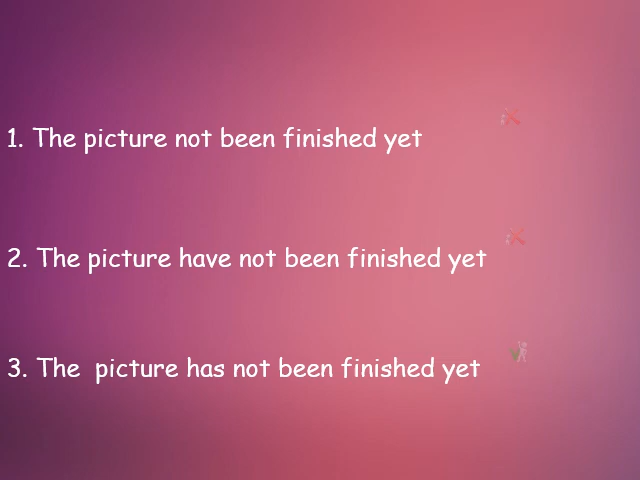 1. The picture not been finished yet
2. The picture have not been finished yet
3. The  picture has not been finished yet